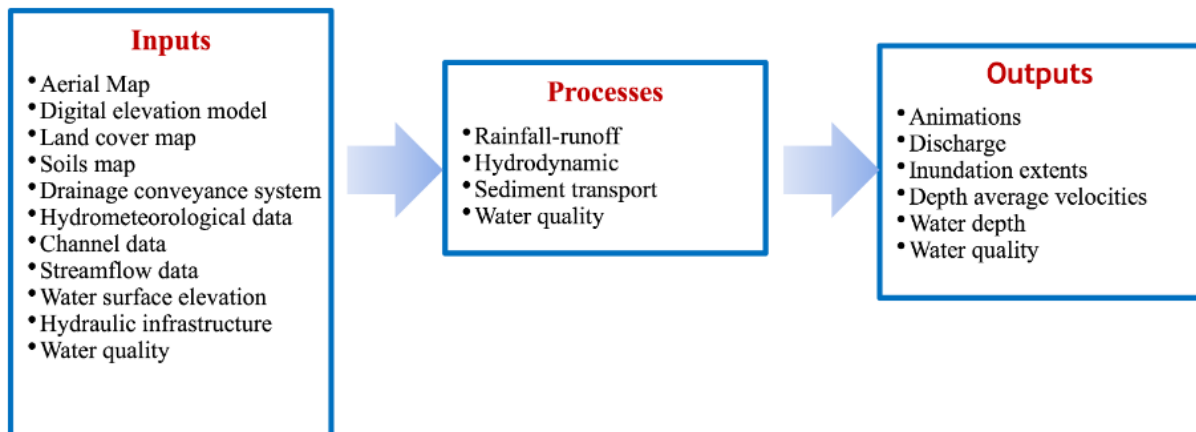 Inputs
• Aerial Map
• Digital elevation model
• Land cover map
• Soils map
• Drainage conveyance system
• Hydrometeorological data
• Channel data
• Streamflow data
• Water surface elevation
• Hydraulic infrastructure
• Water quality
Processes
• Rainfall-runoff
• Hydrodynamic
• Sediment transport
• Water quality
Outputs
• Animations
• Discharge
• Inundation extents
• Depth average velocities
• Water depth
• Water quality